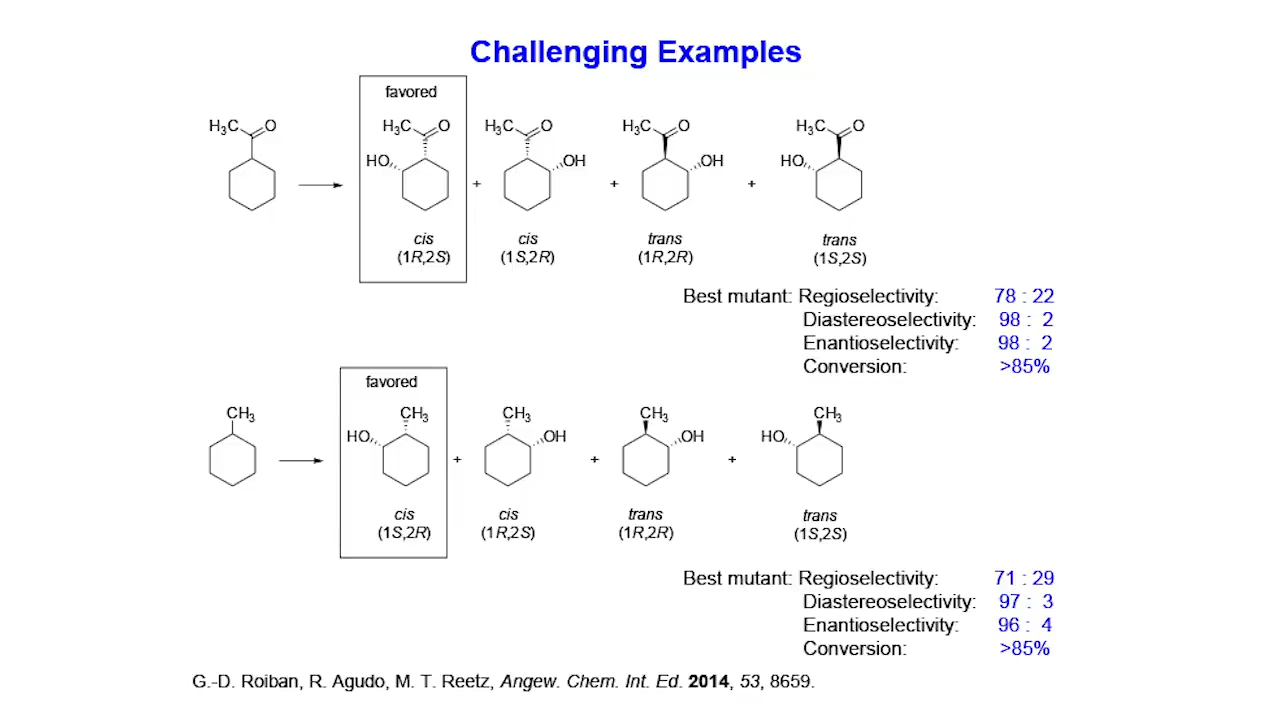 Challenging Examples
favored
H₃C O
H₃C O
HO
H₃C O
OH
H₃C O
OH
H₃C O
HO
+ + +
cis
(1R,2S)
cis
(1S,2R)
trans
(1R,2R)
trans
(1S,2S)
Best mutant: Regioselectivity: 78 : 22
Diastereoselectivity: 98 : 2
Enantioselectivity: 98 : 2
Conversion: >85%
favored
CH₃
CH₃
HO
CH₃
OH
CH₃
OH
CH₃
HO
+ + +
cis
(1S,2R)
cis
(1R,2S)
trans
(1R,2R)
trans
(1S,2S)
Best mutant: Regioselectivity: 71 : 29
Diastereoselectivity: 97 : 3
Enantioselectivity: 96 : 4
Conversion: >85%
G.-D. Roiban, R. Agudo, M. T. Reetz, Angew. Chem. Int. Ed. 2014, 53, 8659.